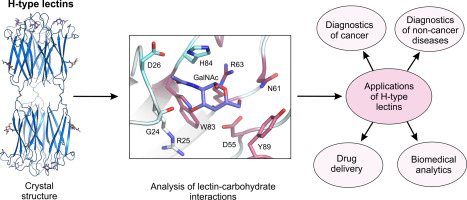 H-type lectins
Crystal
structure
D26
H84
R63
GalNAc
N61
G24
W83
R25
D55
Y89
Analysis of lectin-carbohydrate
interactions
Diagnostics
of cancer
Diagnostics
of non-cancer
diseases
Applications
of H-type
lectins
Drug
delivery
Biomedical
analytics